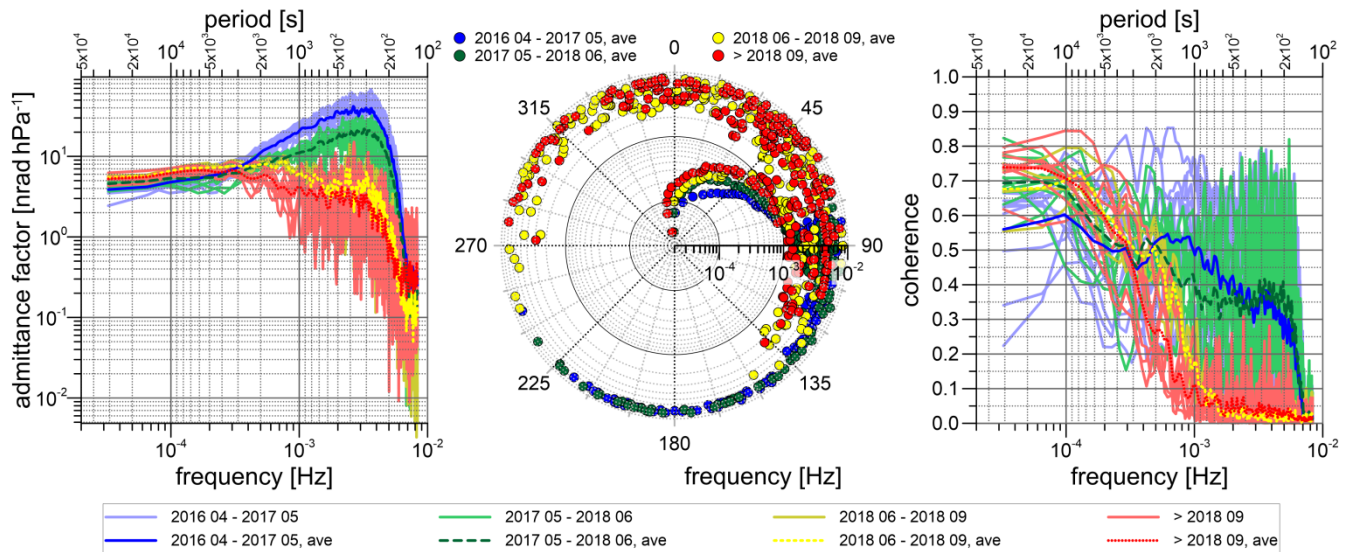 period [s]
5x10⁴
10⁴
5x10³
2x10³
10³
5x10²
2x10²
10²
admittance factor [nrad hPa⁻¹]
10¹
10⁰
10⁻¹
10⁻²
10⁻⁴
10⁻³
10⁻²
frequency [Hz]
2016 04 - 2017 05, ave
2017 05 - 2018 06, ave
2018 06 - 2018 09, ave
> 2018 09, ave
0
45
90
135
180
225
270
315
10⁻⁴
10⁻³
10⁻²
frequency [Hz]
period [s]
5x10⁴
10⁴
5x10³
2x10³
10³
5x10²
2x10²
10²
coherence
1.0
0.9
0.8
0.7
0.6
0.5
0.4
0.3
0.2
0.1
0.0
10⁻⁴
10⁻³
10⁻²
frequency [Hz]
2016 04 - 2017 05
2017 05 - 2018 06
2018 06 - 2018 09
> 2018 09
2016 04 - 2017 05, ave
2017 05 - 2018 06, ave
2018 06 - 2018 09, ave
> 2018 09, ave